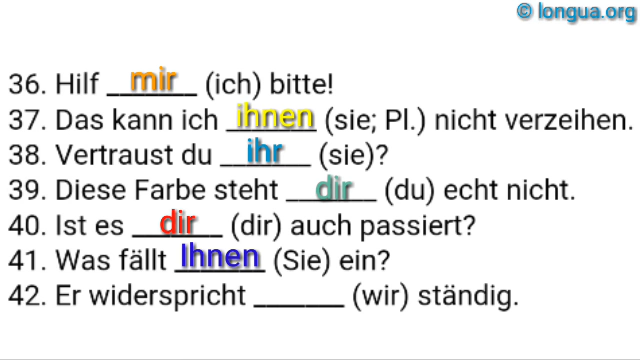 © longua.org
36. Hilf mir (ich) bitte!
37. Das kann ich ihnen (sie; Pl.) nicht verzeihen.
38. Vertraust du ihr (sie)?
39. Diese Farbe steht dir (du) echt nicht.
40. Ist es dir (dir) auch passiert?
41. Was fällt Ihnen (Sie) ein?
42. Er widerspricht _______ (wir) ständig.